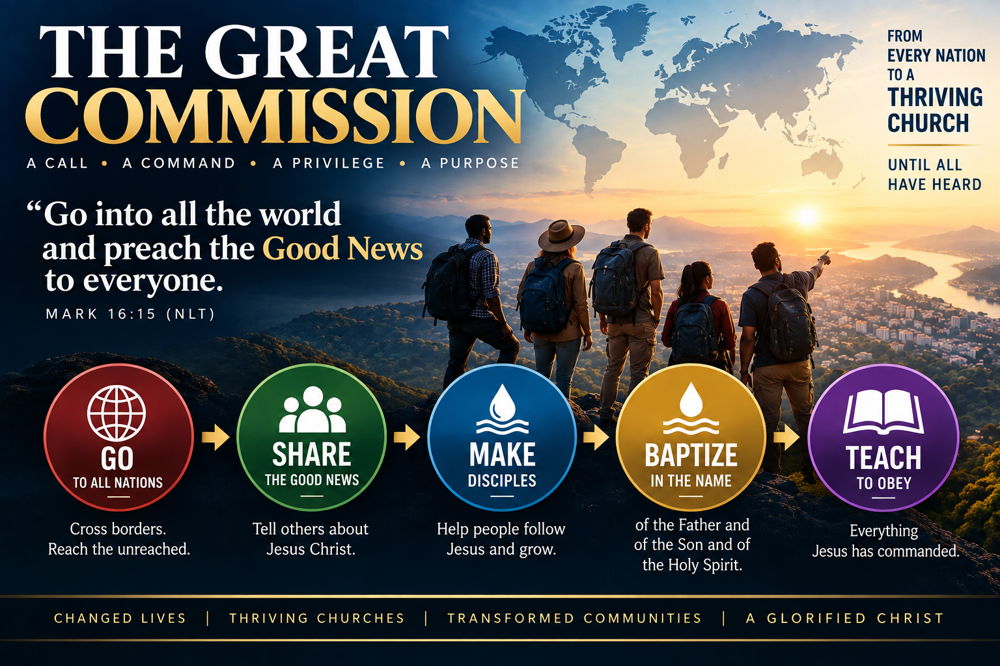 THE GREAT
COMMISSION
A CALL • A COMMAND • A PRIVILEGE • A PURPOSE
“Go into all the world
and preach the Good News
to everyone.
MARK 16:15 (NLT)
FROM
EVERY NATION
TO A
THRIVING
CHURCH
UNTIL ALL
HAVE HEARD
GO
TO ALL NATIONS
Cross borders.
Reach the unreached.
SHARE
THE GOOD NEWS
Tell others about
Jesus Christ.
MAKE
DISCIPLES
Help people follow
Jesus and grow.
BAPTIZE
IN THE NAME
of the Father and
of the Son and of
the Holy Spirit.
TEACH
TO OBEY
Everything
Jesus has commanded.
CHANGED LIVES | THRIVING CHURCHES | TRANSFORMED COMMUNITIES | A GLORIFIED CHRIST